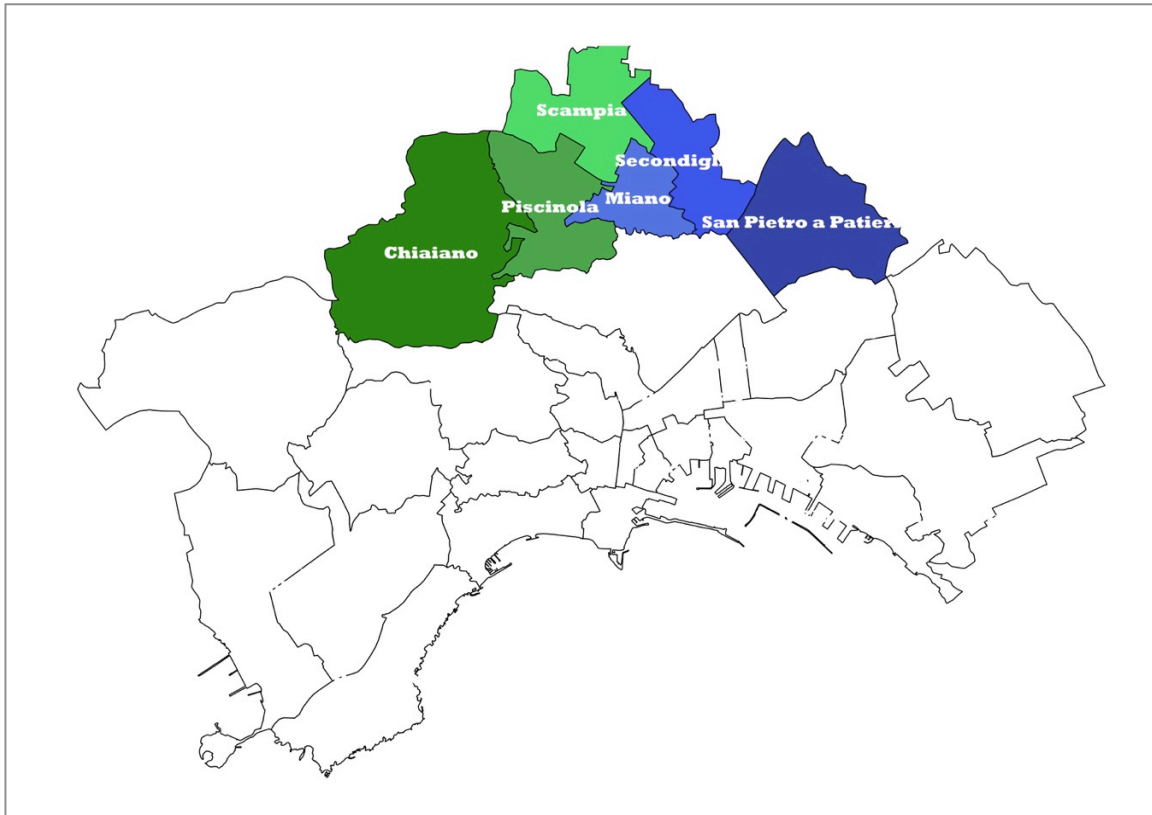 Scampia
Secondigl
Miano
Piscinola
San Pietro a Patier
Chiaiano